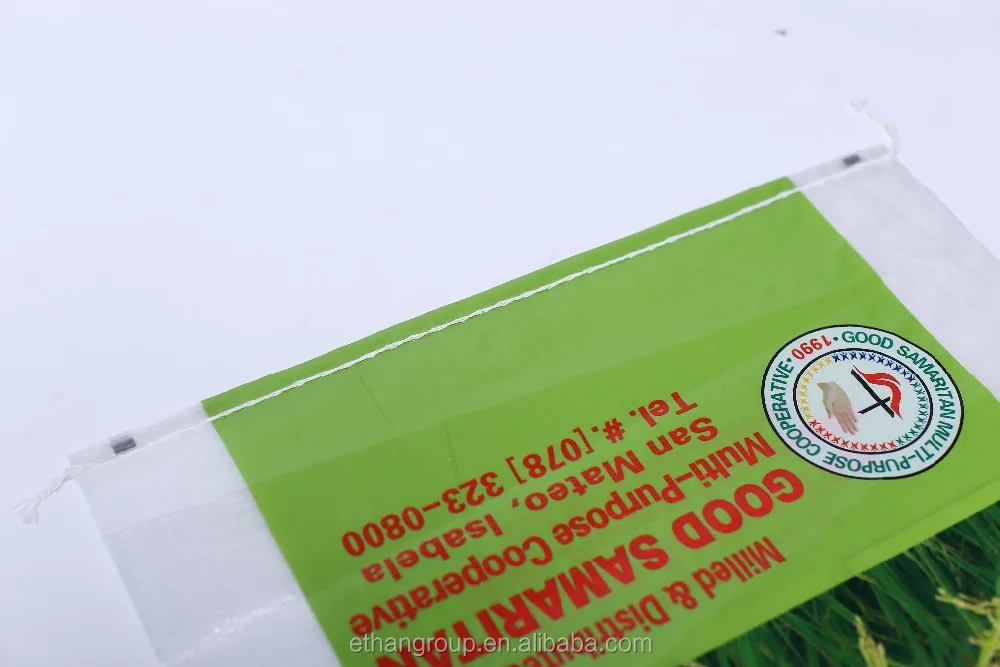 Milled & Distributed
GOOD SAMARITAN
Multi-Purpose Cooperative
San Mateo, Isabela
Tel. #. [078] 323-0800
GOOD SAMARITAN MULTI-PURPOSE COOPERATIVE • 1990 •
ethangroup.en.alibaba.com